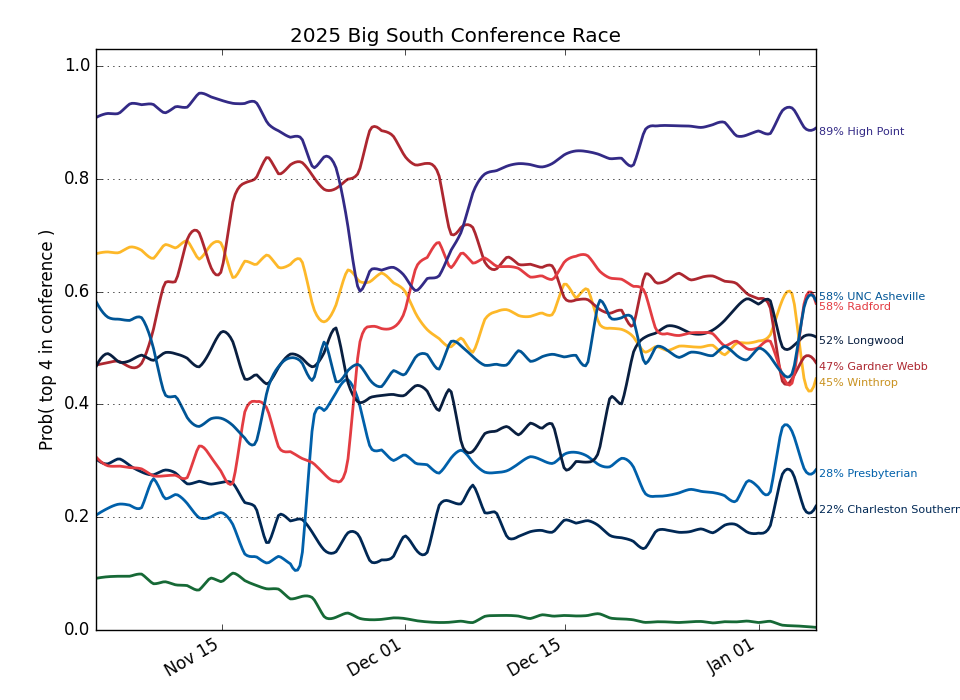 2025 Big South Conference Race
Prob( top 4 in conference )
1.0
0.8
0.6
0.4
0.2
0.0
Nov 15
Dec 01
Dec 15
Jan 01
89% High Point
58% UNC Asheville
58% Radford
52% Longwood
47% Gardner Webb
45% Winthrop
28% Presbyterian
22% Charleston Southern